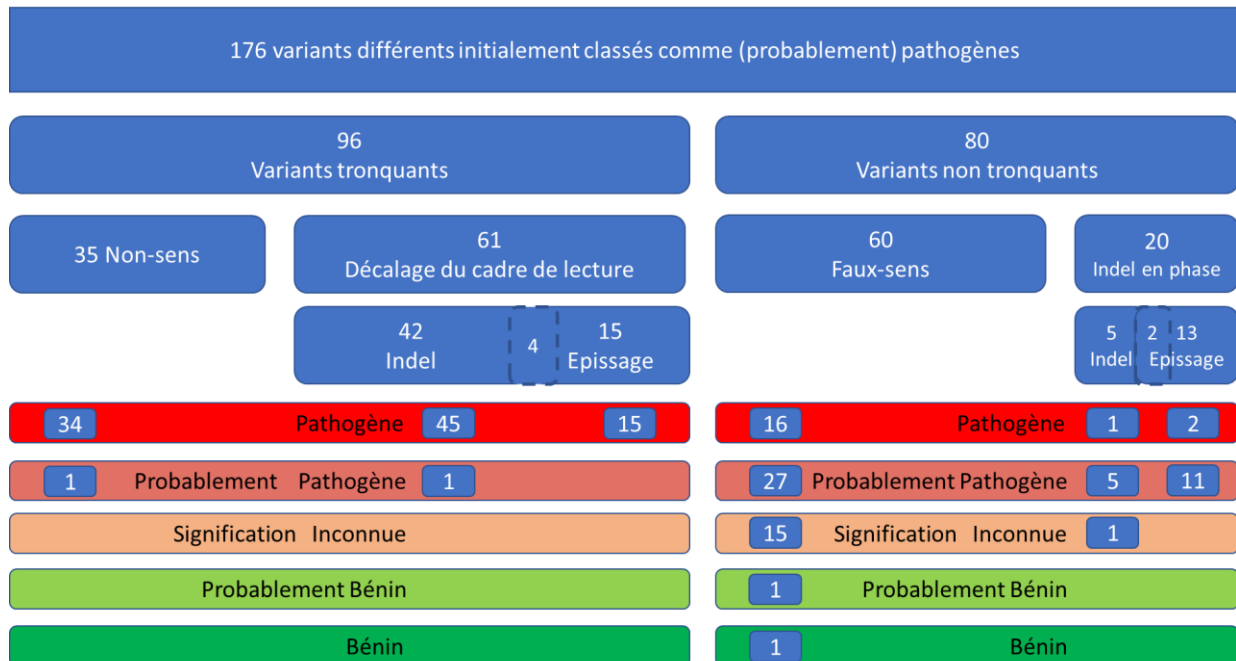 176 variants différents initialement classés comme (probablement) pathogènes
96
Variants tronquants
80
Variants non tronquants
35 Non-sens
61
Décalage du cadre de lecture
60
Faux-sens
20
Indel en phase
42
Indel
4
15
Epissage
5
Indel
2
13
Epissage
34 Pathogène 45 15
16 Pathogène 1 2
1 Probablement Pathogène 1
27 Probablement Pathogène 5 11
Signification Inconnue
15 Signification Inconnue 1
Probablement Bénin
1 Probablement Bénin
Bénin
1 Bénin